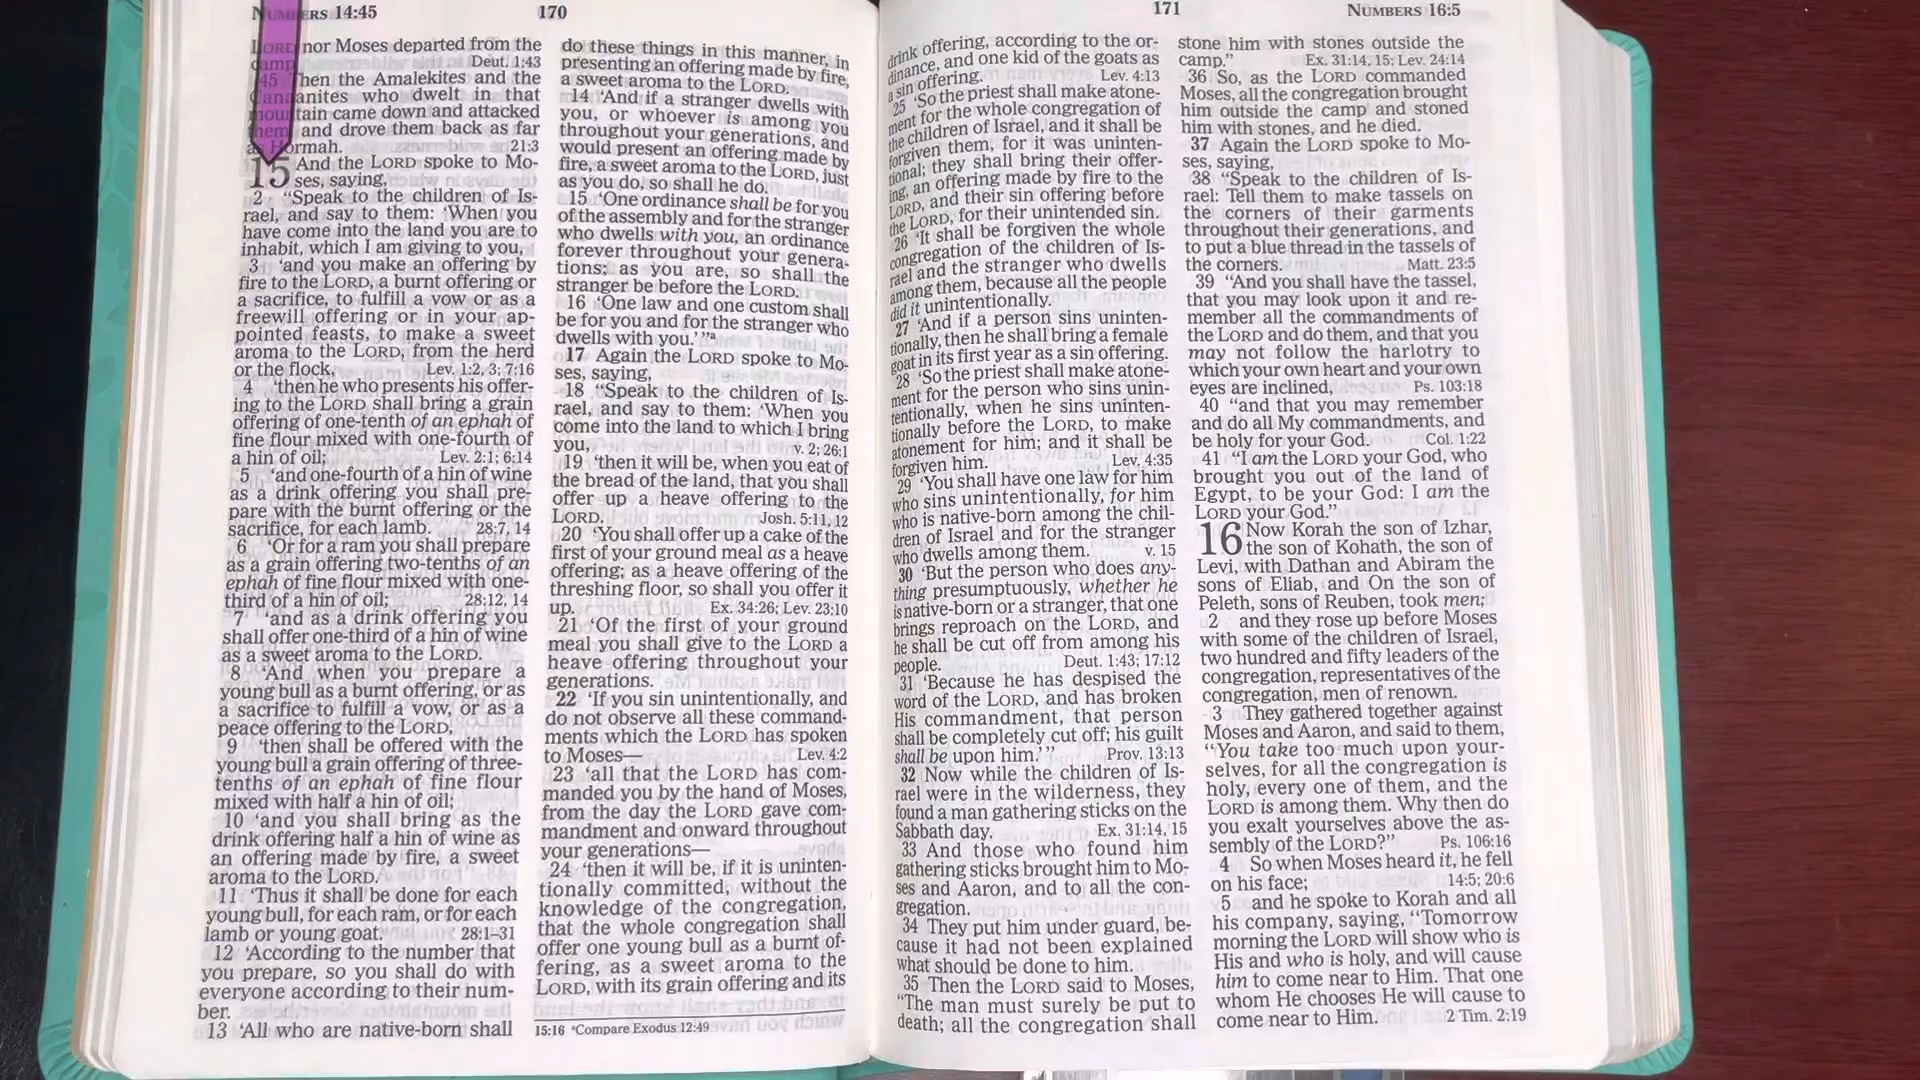 NUMBERS 14:45
170
LORD nor Moses departed from the
camp. Deut. 1:43
45 Then the Amalekites and the
Canaanites who dwelt in that
mountain came down and attacked
them, and drove them back as far
as Hormah. 21:3
15 And the LORD spoke to Mo-
ses, saying,
2 “Speak to the children of Is-
rael, and say to them: ‘When you
have come into the land you are to
inhabit, which I am giving to you,
3 ‘and you make an offering by
fire to the LORD, a burnt offering or
a sacrifice, to fulfill a vow or as a
freewill offering or in your ap-
pointed feasts, to make a sweet
aroma to the LORD, from the herd
or the flock, Lev. 1:2, 3; 7:16
4 ‘then he who presents his offer-
ing to the LORD shall bring a grain
offering of one-tenth of an ephah of
fine flour mixed with one-fourth of
a hin of oil; Lev. 2:1; 6:14
5 ‘and one-fourth of a hin of wine
as a drink offering you shall pre-
pare with the burnt offering or the
sacrifice, for each lamb. 28:7, 14
6 ‘Or for a ram you shall prepare
as a grain offering two-tenths of an
ephah of fine flour mixed with one-
third of a hin of oil; 28:12, 14
7 ‘and as a drink offering you
shall offer one-third of a hin of wine
as a sweet aroma to the LORD.
8 ‘And when you prepare a
young bull as a burnt offering, or as
a sacrifice to fulfill a vow, or as a
peace offering to the LORD,
9 ‘then shall be offered with the
young bull a grain offering of three-
tenths of an ephah of fine flour
mixed with half a hin of oil;
10 ‘and you shall bring as the
drink offering half a hin of wine as
an offering made by fire, a sweet
aroma to the LORD.
11 ‘Thus it shall be done for each
young bull, for each ram, or for each
lamb or young goat. 28:1–31
12 ‘According to the number that
you prepare, so you shall do with
everyone according to their num-
ber.
13 ‘All who are native-born shall
do these things in this manner, in
presenting an offering made by fire,
a sweet aroma to the LORD.
14 ‘And if a stranger dwells with
you, or whoever is among you
throughout your generations, and
would present an offering made by
fire, a sweet aroma to the LORD, just
as you do, so shall he do.
15 ‘One ordinance shall be for you
of the assembly and for the stranger
who dwells with you, an ordinance
forever throughout your genera-
tions; as you are, so shall the
stranger be before the LORD.
16 ‘One law and one custom shall
be for you and for the stranger who
dwells with you.’ ”ᵃ
17 Again the LORD spoke to Mo-
ses, saying,
18 “Speak to the children of Is-
rael, and say to them: ‘When you
come into the land to which I bring
you, v. 2; 26:1
19 ‘then it will be, when you eat of
the bread of the land, that you shall
offer up a heave offering to the
LORD. Josh. 5:11, 12
20 ‘You shall offer up a cake of the
first of your ground meal as a heave
offering; as a heave offering of the
threshing floor, so shall you offer it
up. Ex. 34:26; Lev. 23:10
21 ‘Of the first of your ground
meal you shall give to the LORD a
heave offering throughout your
generations.
22 ‘If you sin unintentionally, and
do not observe all these command-
ments which the LORD has spoken
to Moses— Lev. 4:2
23 ‘all that the LORD has com-
manded you by the hand of Moses,
from the day the LORD gave com-
mandment and onward throughout
your generations—
24 ‘then it will be, if it is uninten-
tionally committed, without the
knowledge of the congregation,
that the whole congregation shall
offer one young bull as a burnt of-
fering, as a sweet aroma to the
LORD, with its grain offering and its
15:16 ᵃCompare Exodus 12:49
171
NUMBERS 16:5
drink offering, according to the or-
dinance, and one kid of the goats as
a sin offering. Lev. 4:13
25 ‘So the priest shall make atone-
ment for the whole congregation of
the children of Israel, and it shall be
forgiven them, for it was uninten-
tional; they shall bring their offer-
ing, an offering made by fire to the
LORD, and their sin offering before
the LORD, for their unintended sin.
26 ‘It shall be forgiven the whole
congregation of the children of Is-
rael and the stranger who dwells
among them, because all the people
did it unintentionally.
27 ‘And if a person sins uninten-
tionally, then he shall bring a female
goat in its first year as a sin offering.
28 ‘So the priest shall make atone-
ment for the person who sins unin-
tentionally, when he sins uninten-
tionally before the LORD, to make
atonement for him; and it shall be
forgiven him. Lev. 4:35
29 ‘You shall have one law for him
who sins unintentionally, for him
who is native-born among the chil-
dren of Israel and for the stranger
who dwells among them. v. 15
30 ‘But the person who does any-
thing presumptuously, whether he
is native-born or a stranger, that one
brings reproach on the LORD, and
he shall be cut off from among his
people. Deut. 1:43; 17:12
31 ‘Because he has despised the
word of the LORD, and has broken
His commandment, that person
shall be completely cut off; his guilt
shall be upon him.’ ” Prov. 13:13
32 Now while the children of Is-
rael were in the wilderness, they
found a man gathering sticks on the
Sabbath day. Ex. 31:14, 15
33 And those who found him
gathering sticks brought him to Mo-
ses and Aaron, and to all the con-
gregation.
34 They put him under guard, be-
cause it had not been explained
what should be done to him.
35 Then the LORD said to Moses,
“The man must surely be put to
death; all the congregation shall
stone him with stones outside the
camp.” Ex. 31:14, 15; Lev. 24:14
36 So, as the LORD commanded
Moses, all the congregation brought
him outside the camp and stoned
him with stones, and he died.
37 Again the LORD spoke to Mo-
ses, saying,
38 “Speak to the children of Is-
rael: Tell them to make tassels on
the corners of their garments
throughout their generations, and
to put a blue thread in the tassels of
the corners. Matt. 23:5
39 “And you shall have the tassel,
that you may look upon it and re-
member all the commandments of
the LORD and do them, and that you
may not follow the harlotry to
which your own heart and your own
eyes are inclined, Ps. 103:18
40 “and that you may remember
and do all My commandments, and
be holy for your God. Col. 1:22
41 “I am the LORD your God, who
brought you out of the land of
Egypt, to be your God: I am the
LORD your God.”
16 Now Korah the son of Izhar,
the son of Kohath, the son of
Levi, with Dathan and Abiram the
sons of Eliab, and On the son of
Peleth, sons of Reuben, took men;
2 and they rose up before Moses
with some of the children of Israel,
two hundred and fifty leaders of the
congregation, representatives of the
congregation, men of renown.
3 They gathered together against
Moses and Aaron, and said to them,
“You take too much upon your-
selves, for all the congregation is
holy, every one of them, and the
LORD is among them. Why then do
you exalt yourselves above the as-
sembly of the LORD?” Ps. 106:16
4 So when Moses heard it, he fell
on his face; 14:5; 20:6
5 and he spoke to Korah and all
his company, saying, “Tomorrow
morning the LORD will show who is
His and who is holy, and will cause
him to come near to Him. That one
whom He chooses He will cause to
come near to Him. 2 Tim. 2:19